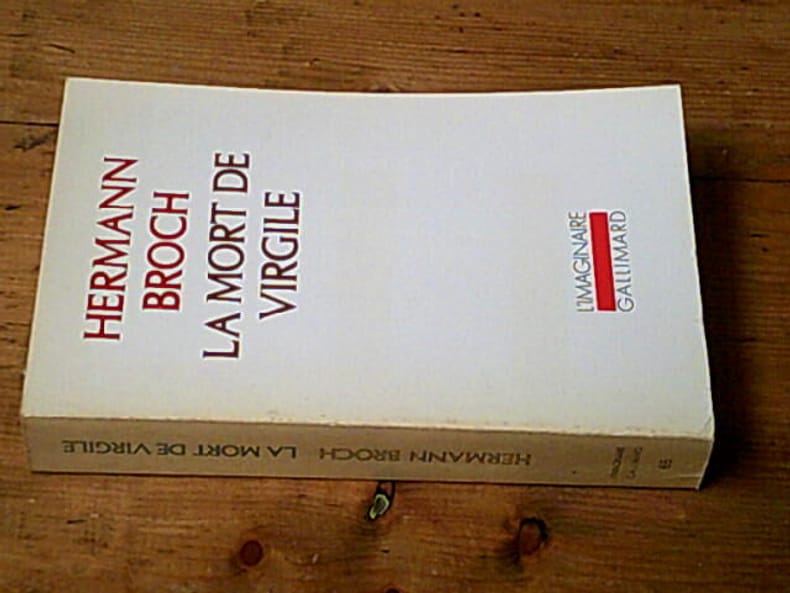 HERMANN
BROCH
LA MORT DE
VIRGILE
L'IMAGINAIRE
GALLIMARD
HERMANN BROCH LA MORT DE VIRGILE